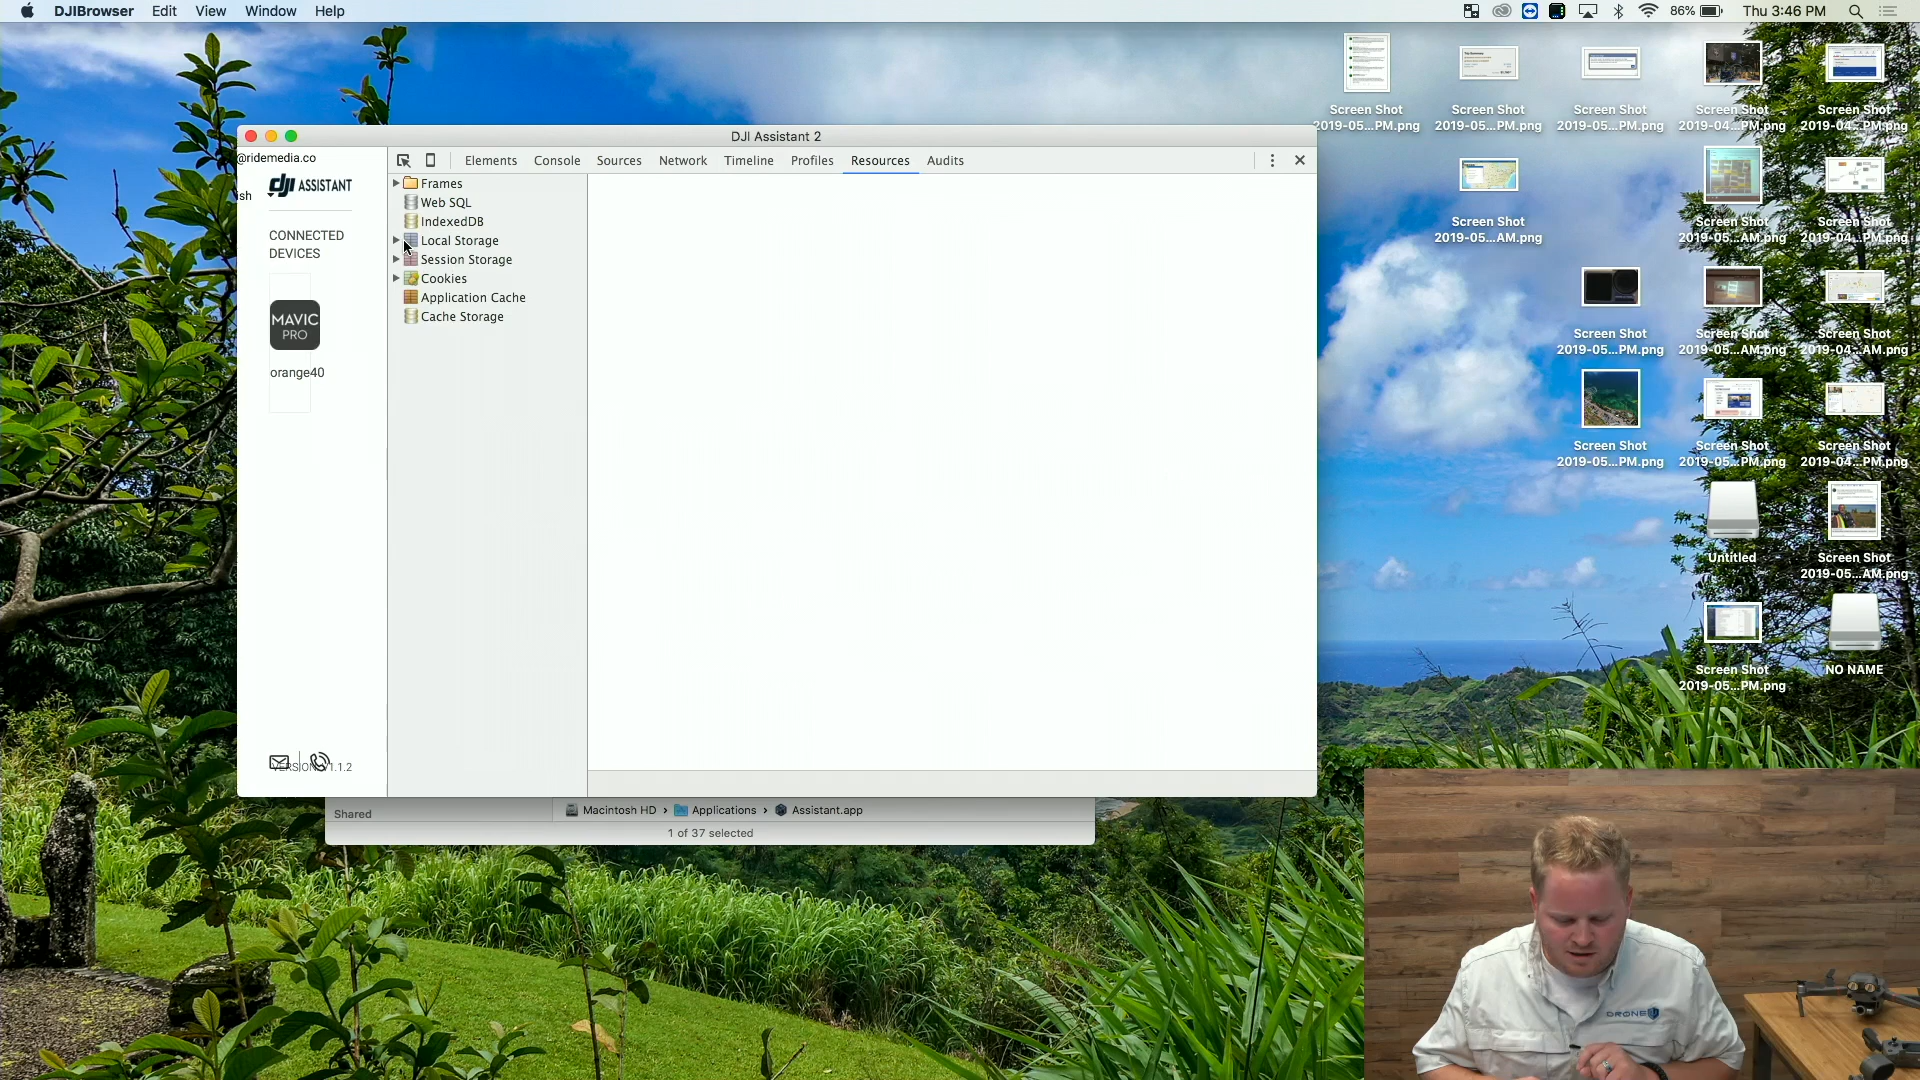 DJIBrowser Edit View Window Help
86% Thu 3:46 PM
DJI Assistant 2
@ridemedia.co
ish
dji ASSISTANT
CONNECTED
DEVICES
MAVIC
PRO
orange40
VERSION V1.1.2
Elements Console Sources Network Timeline Profiles Resources Audits
Frames
Web SQL
IndexedDB
Local Storage
Session Storage
Cookies
Application Cache
Cache Storage
Shared
Macintosh HD › Applications › Assistant.app
1 of 37 selected
Screen Shot
2019-05...PM.png
Screen Shot
2019-05...PM.png
Screen Shot
2019-05...PM.png
Screen Shot
2019-04...PM.png
Screen Shot
2019-04...PM.png
Screen Shot
2019-05...AM.png
Screen Shot
2019-05...AM.png
Screen Shot
2019-04...PM.png
Screen Shot
2019-05...PM.png
Screen Shot
2019-05...AM.png
Screen Shot
2019-04...AM.png
Screen Shot
2019-05...PM.png
Screen Shot
2019-05...PM.png
Screen Shot
2019-04...PM.png
Untitled
Screen Shot
2019-05...AM.png
Screen Shot
2019-05...PM.png
NO NAME
DRONE U